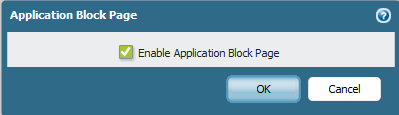 Application Block Page
Enable Application Block Page
OK
Cancel